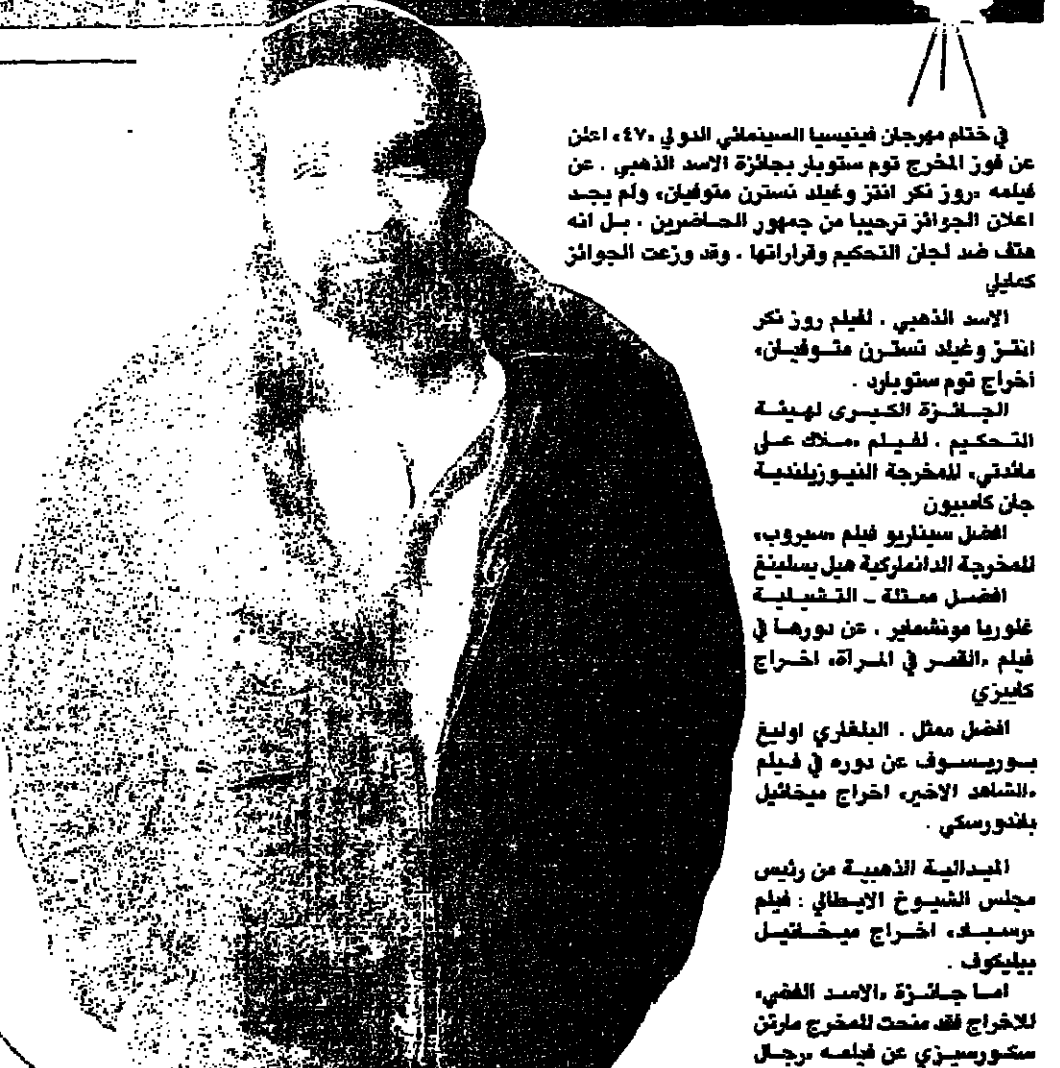 في ختام مهرجان فينيسيا السينمائي الدولي «٤٧» اعلن
عن فوز المخرج توم ستوبار بجائزة الاسد الذهبي . عن
فيلمه «روز نكر انتز وغيلد نسترن متوفيان» ولم يجد
اعلان الجوائز ترحيبا من جمهور الحاضرين . بل انه
هتف ضد لجان التحكيم وقراراتها . وقد وزعت الجوائز
كمايلي
الاسد الذهبي . لفيلم روز نكر
انتز وغيلد نسترن متوفيان»
اخراج توم ستوبارد .
الجائزة الكبرى لهيئة
التحكيم . لفيلم «ملاك على
مائدتي» للمخرجة النيوزيلندية
جان كامبيون
افضل سيناريو فيلم «سيروب»
للمخرجة الدانماركية هيل يسلينغ
افضل ممثلة - التشيلية
غلوريا مونشماير . عن دورها في
فيلم «القمر في المرآة» اخراج
كفييزي
افضل ممثل . البلغاري اوليغ
بوريسوف عن دوره في فيلم
«الشاهد الاخير» اخراج ميخائيل
باندورسكي .
الميدالية الذهبية من رئيس
مجلس الشيوخ الايطالي : فيلم
«رسباد» اخراج ميخائيل
بيليكوف .
اما جائزة «الاسد الفضي»
للاخراج فقد منحت للمخرج مارتن
سكورسيزي عن فيلمه «رجال